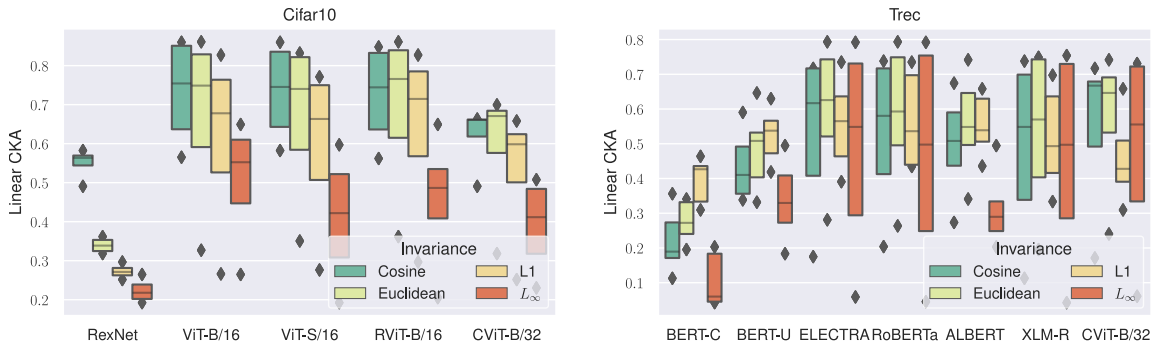 Cifar10
Linear CKA
0.8
0.7
0.6
0.5
0.4
0.3
0.2
RexNet ViT-B/16 ViT-S/16 RViT-B/16 CViT-B/32
Invariance
Cosine L1
Euclidean L∞
Trec
Linear CKA
0.8
0.7
0.6
0.5
0.4
0.3
0.2
0.1
BERT-C BERT-U ELECTRA RoBERTa ALBERT XLM-R CViT-B/32
Invariance
Cosine L1
Euclidean L∞